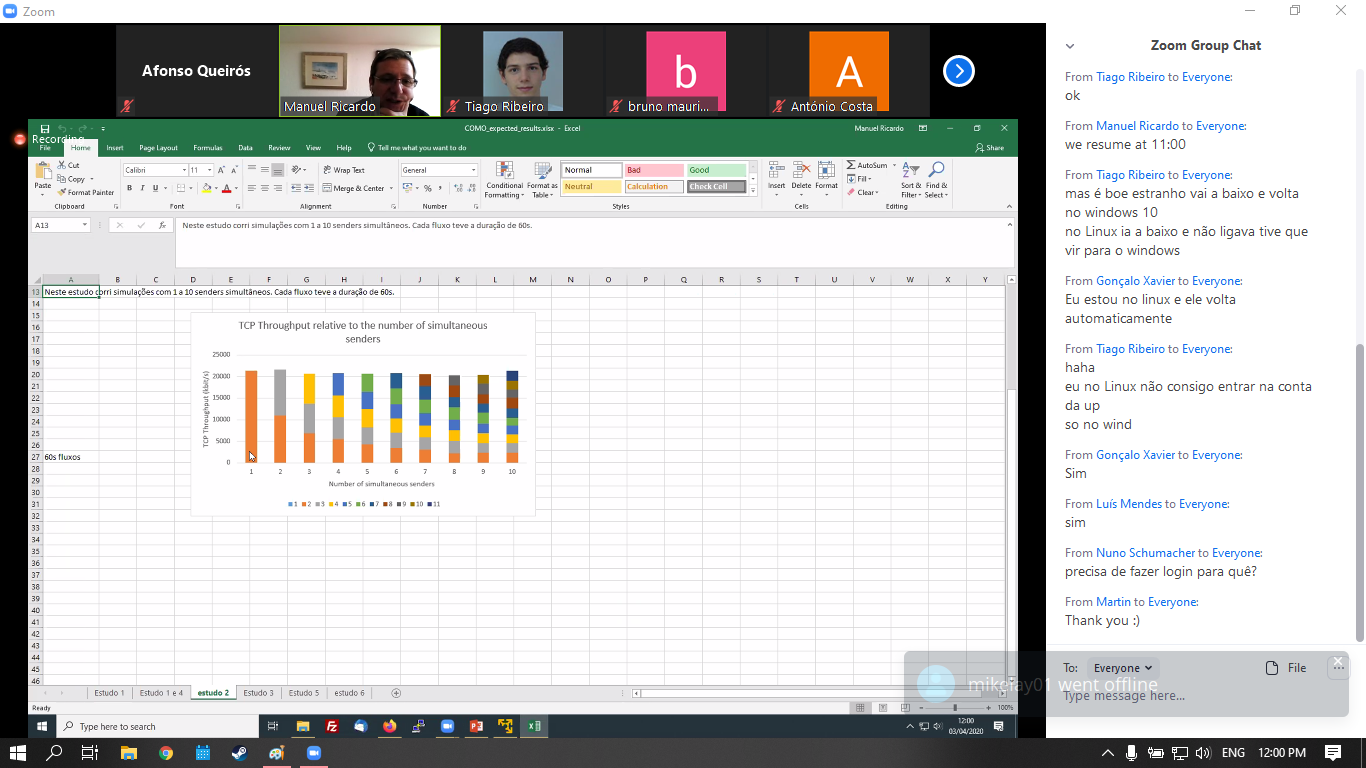 Zoom
Afonso Queirós
Manuel Ricardo
Tiago Ribeiro
bruno mauri...
António Costa
b
A
Recording
COMO_expected_results.xlsx - Excel
Manuel Ricardo
File
Home
Insert
Page Layout
Formulas
Data
Review
View
Help
Tell me what you want to do
Share
Paste
Cut
Copy
Format Painter
Clipboard
Calibri
11
B
I
U
Font
Wrap Text
Merge & Center
Alignment
General
Number
Conditional Formatting
Format as Table
Normal
Bad
Good
Neutral
Calculation
Check Cell
Styles
Insert
Delete
Format
Cells
AutoSum
Fill
Clear
Sort & Filter
Find & Select
Editing
A13
fx
Neste estudo corri simulações com 1 a 10 senders simultâneos. Cada fluxo teve a duração de 60s.
A B C D E F G H I J K L M N O P Q R S T U V W X Y
13 Neste estudo corri simulações com 1 a 10 senders simultâneos. Cada fluxo teve a duração de 60s.
14
15
16
17
18
19
20
21
22
23
24
25
26
27 60s fluxos
28
29
30
31
32
33
34
35
36
37
38
39
40
41
42
43
44
45
46
TCP Throughput relative to the number of simultaneous
senders
TCP Throughput (kbit/s)
25000
20000
15000
10000
5000
0
1 2 3 4 5 6 7 8 9 10
Number of simultaneous senders
1 2 3 4 5 6 7 8 9 10 11
Estudo 1
Estudo 1 e 4
estudo 2
Estudo 3
estudo 6
Ready
100%
Type here to search
12:00
03/04/2020
Zoom Group Chat
From Tiago Ribeiro to Everyone:
ok
From Manuel Ricardo to Everyone:
we resume at 11:00
From Tiago Ribeiro to Everyone:
mas é boe estranho vai a baixo e volta
no windows 10
no Linux ia a baixo e não ligava tive que
vir para o windows
From Gonçalo Xavier to Everyone:
Eu estou no linux e ele volta
automaticamente
From Tiago Ribeiro to Everyone:
haha
eu no Linux não consigo entrar na conta
da up
so no wind
From Gonçalo Xavier to Everyone:
Sim
From Luís Mendes to Everyone:
sim
From Nuno Schumacher to Everyone:
precisa de fazer login para quê?
From Martin to Everyone:
Thank you :)
To: Everyone
File
mikelay01 went offline
Type message here...
ENG
12:00 PM